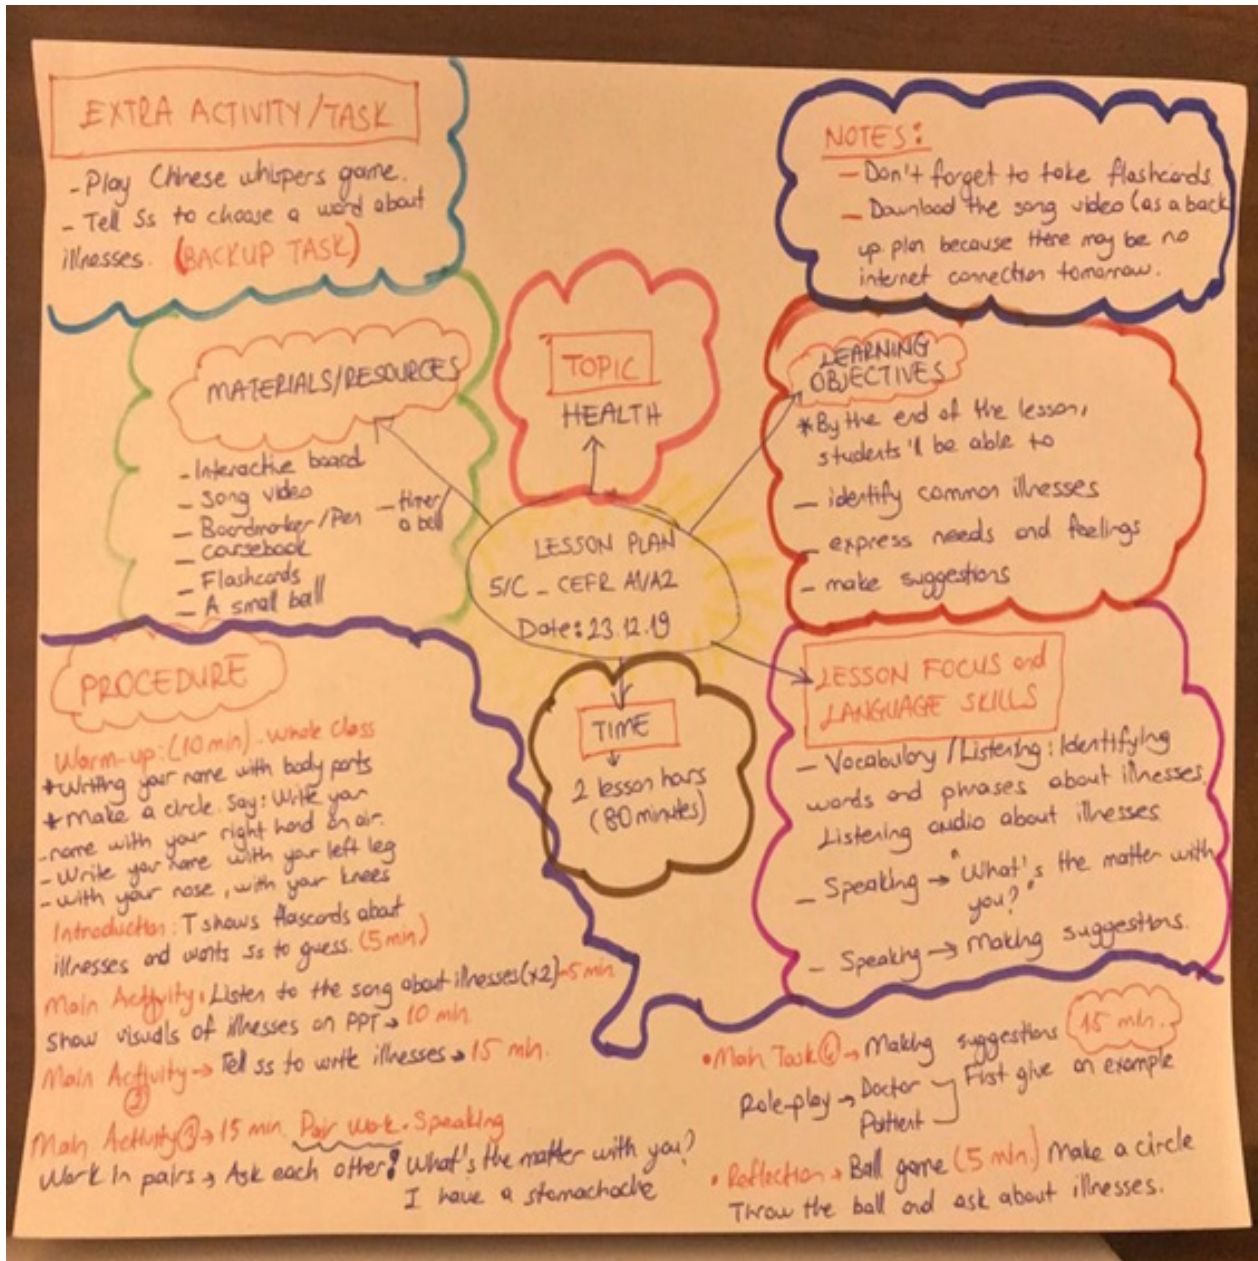 EXTRA ACTIVITY/TASK
- Play Chinese whispers game.
- Tell Ss to choose a word about
illnesses. (BACKUP TASK)
NOTES:
- Don't forget to take flashcards
- Download the song video (as a back
up plan because there may be no
internet connection tomorrow.
MATERIALS/RESOURCES
- Interactive board
- Song video
- Boardmarker/Pen
- Coursebook
- Flashcards
- A small ball
- timer
a bell
TOPIC
HEALTH
LEARNING
OBJECTIVES
*By the end of the lesson,
students'll be able to
- identify common illnesses
- express needs and feelings
- make suggestions
LESSON PLAN
5/C - CEFR A1/A2
Date: 23.12.19
TIME
2 lesson hours
(80 minutes)
LESSON FOCUS and
LANGUAGE SKILLS
- Vocabulary/Listening: Identifying
words and phrases about illnesses.
Listening audio about illnesses
- Speaking → "What's the matter with
you?"
- Speaking → Making suggestions.
PROCEDURE
Warm-up: (10 min) - Whole Class
*Writing your name with body parts
*Make a circle. Say: Write your
-name with your right hand on air.
- Write your name with your left leg
- with your nose, with your knees
Introduction: T shows flascards about
illnesses and wants ss to guess. (5 min)
Main Activity: Listen to the song about illnesses(x2) → 5 min.
Show visuals of illnesses on PPT → 10 min.
Main Activity → Tell ss to write illnesses → 15 min.
②
Main Activity ③ → 15 min. Pair Work. Speaking
Work in pairs → Ask each other: What's the matter with you?
I have a stomachache
• Main Task ④ → Making suggestions 15 min.
Role-play → Doctor
Patient
First give an example
• Reflection → Ball game (5 min.) Make a circle
Throw the ball and ask about illnesses.